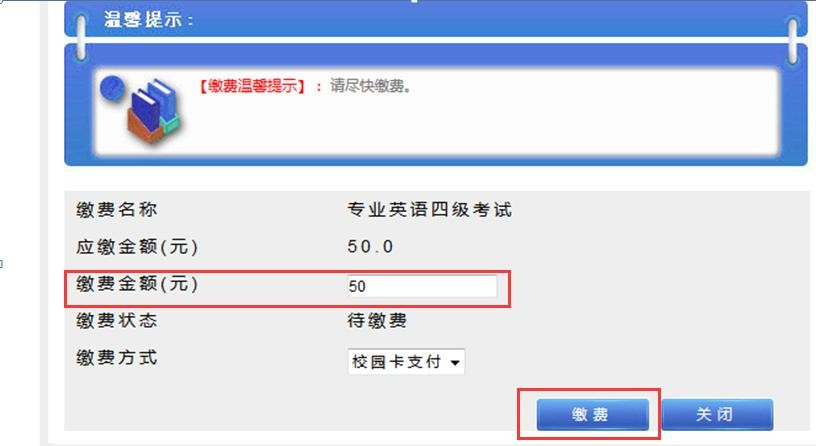 温馨提示：
【缴费温馨提示】：请尽快缴费。
缴费名称 专业英语四级考试
应缴金额(元) 50.0
缴费金额(元) 50
缴费状态 待缴费
缴费方式 校园卡支付
缴费 关闭